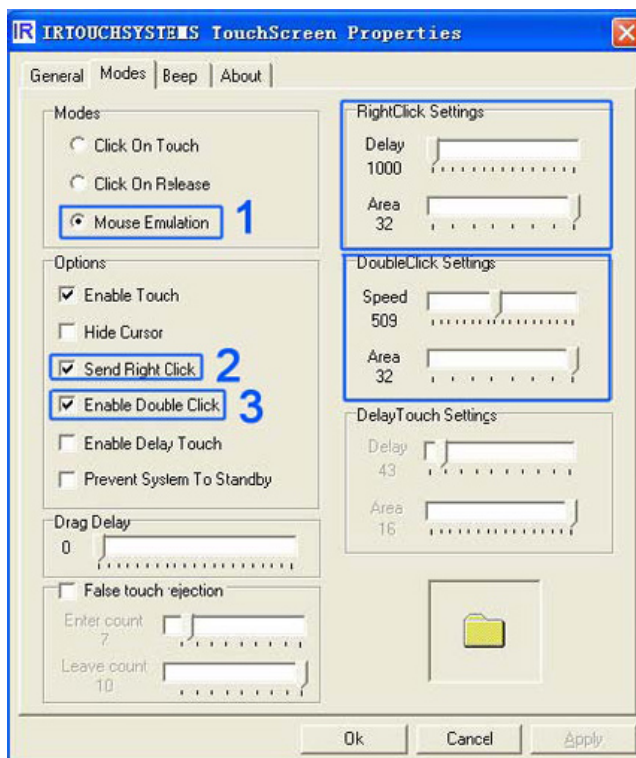 IR IRTOUCHSYSTEMS TouchScreen Properties
General Modes Beep About
Modes
Click On Touch
Click On Release
Mouse Emulation 1
Options
Enable Touch
Hide Cursor
Send Right Click 2
Enable Double Click 3
Enable Delay Touch
Prevent System To Standby
Drag Delay
0
False touch rejection
Enter count
7
Leave count
10
RightClick Settings
Delay
1000
Area
32
DoubleClick Settings
Speed
509
Area
32
DelayTouch Settings
Delay
43
Area
16
Ok Cancel Apply